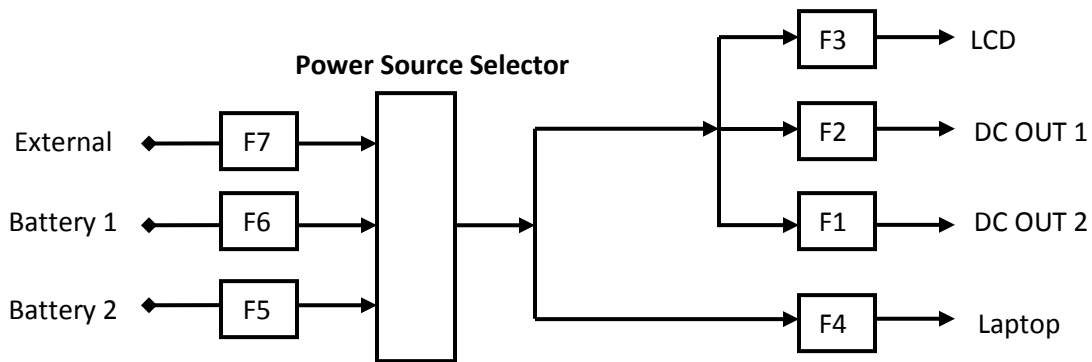 F3
LCD
Power Source Selector
External
F7
F2
DC OUT 1
Battery 1
F6
F1
DC OUT 2
Battery 2
F5
F4
Laptop